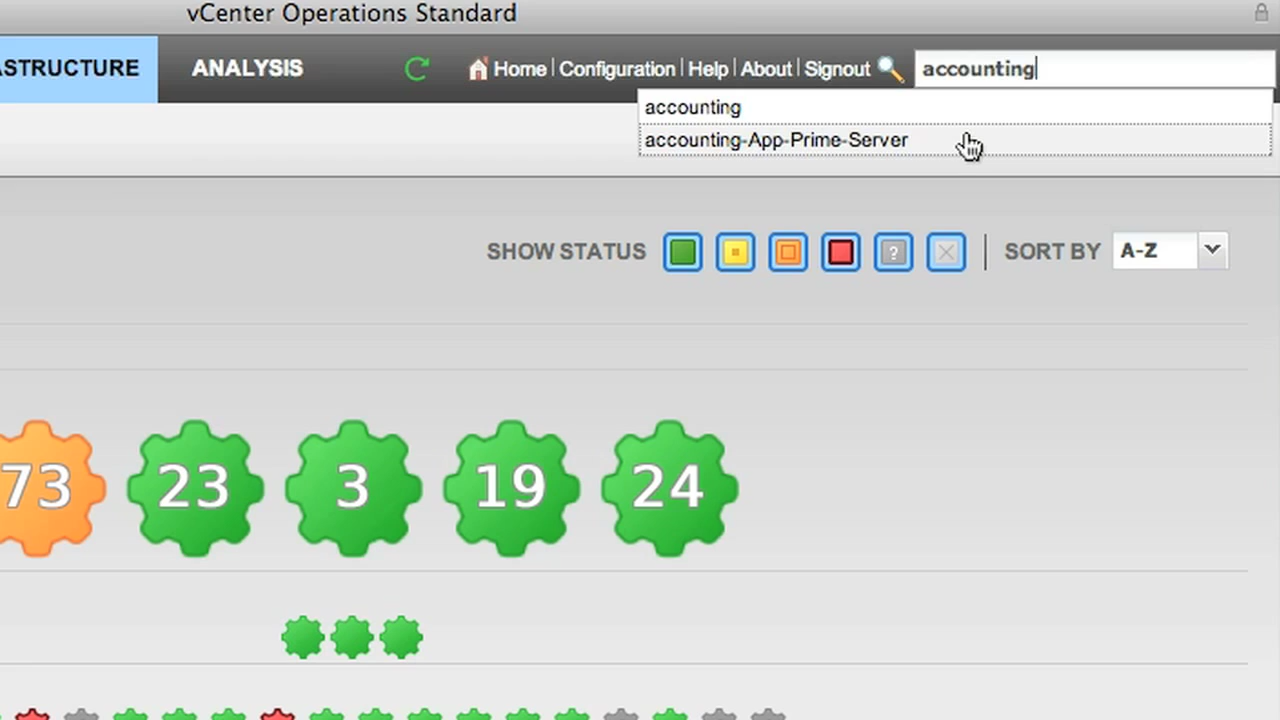 vCenter Operations Standard
ASTRUCTURE ANALYSIS Home | Configuration | Help | About | Signout accounting
accounting
accounting-App-Prime-Server
SHOW STATUS ? SORT BY A-Z
73 23 3 19 24